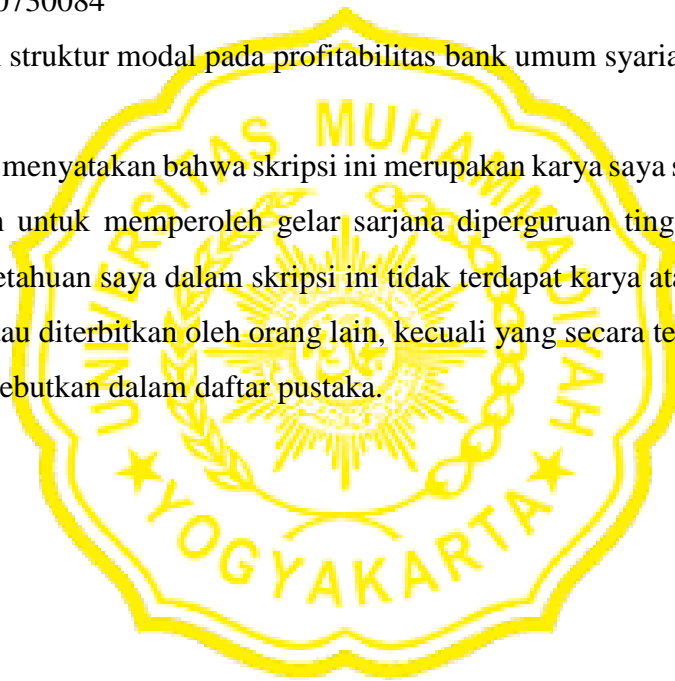 0730084
struktur modal pada profitabilitas bank umum syaria
menyatakan bahwa skripsi ini merupakan karya saya s
untuk memperoleh gelar sarjana diperguruan ting
etahuan saya dalam skripsi ini tidak terdapat karya ata
au diterbitkan oleh orang lain, kecuali yang secara te
ebutkan dalam daftar pustaka.
UNIVERSITAS MUHAMMADIYAH
★ YOGYAKARTA ★